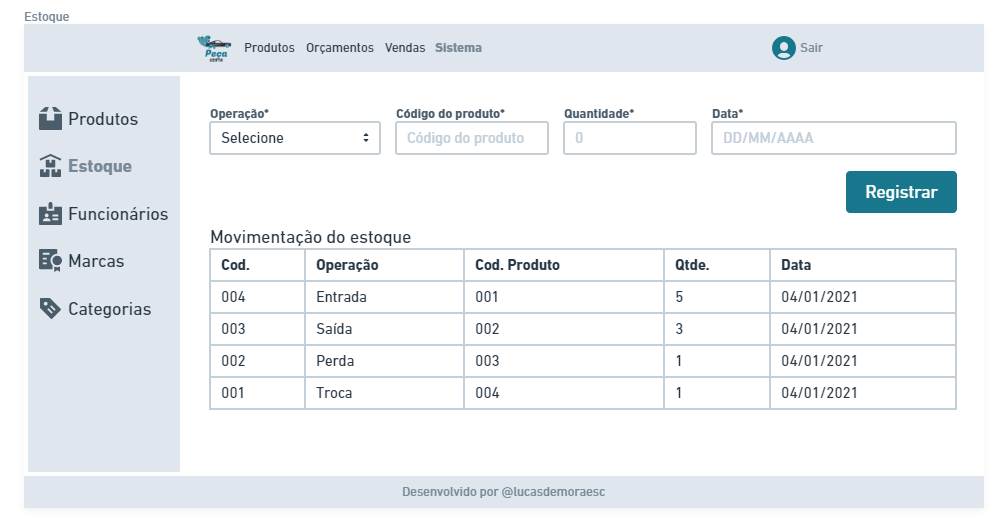 Estoque
Peça
certa
Produtos Orçamentos Vendas Sistema
Sair
Produtos
Estoque
Funcionários
Marcas
Categorias
Operação* Código do produto* Quantidade* Data*
Selecione Código do produto 0 DD/MM/AAAA
Registrar
Movimentação do estoque
Cod. Operação Cod. Produto Qtde. Data
004 Entrada 001 5 04/01/2021
003 Saída 002 3 04/01/2021
002 Perda 003 1 04/01/2021
001 Troca 004 1 04/01/2021
Desenvolvido por @lucasdemoraesc